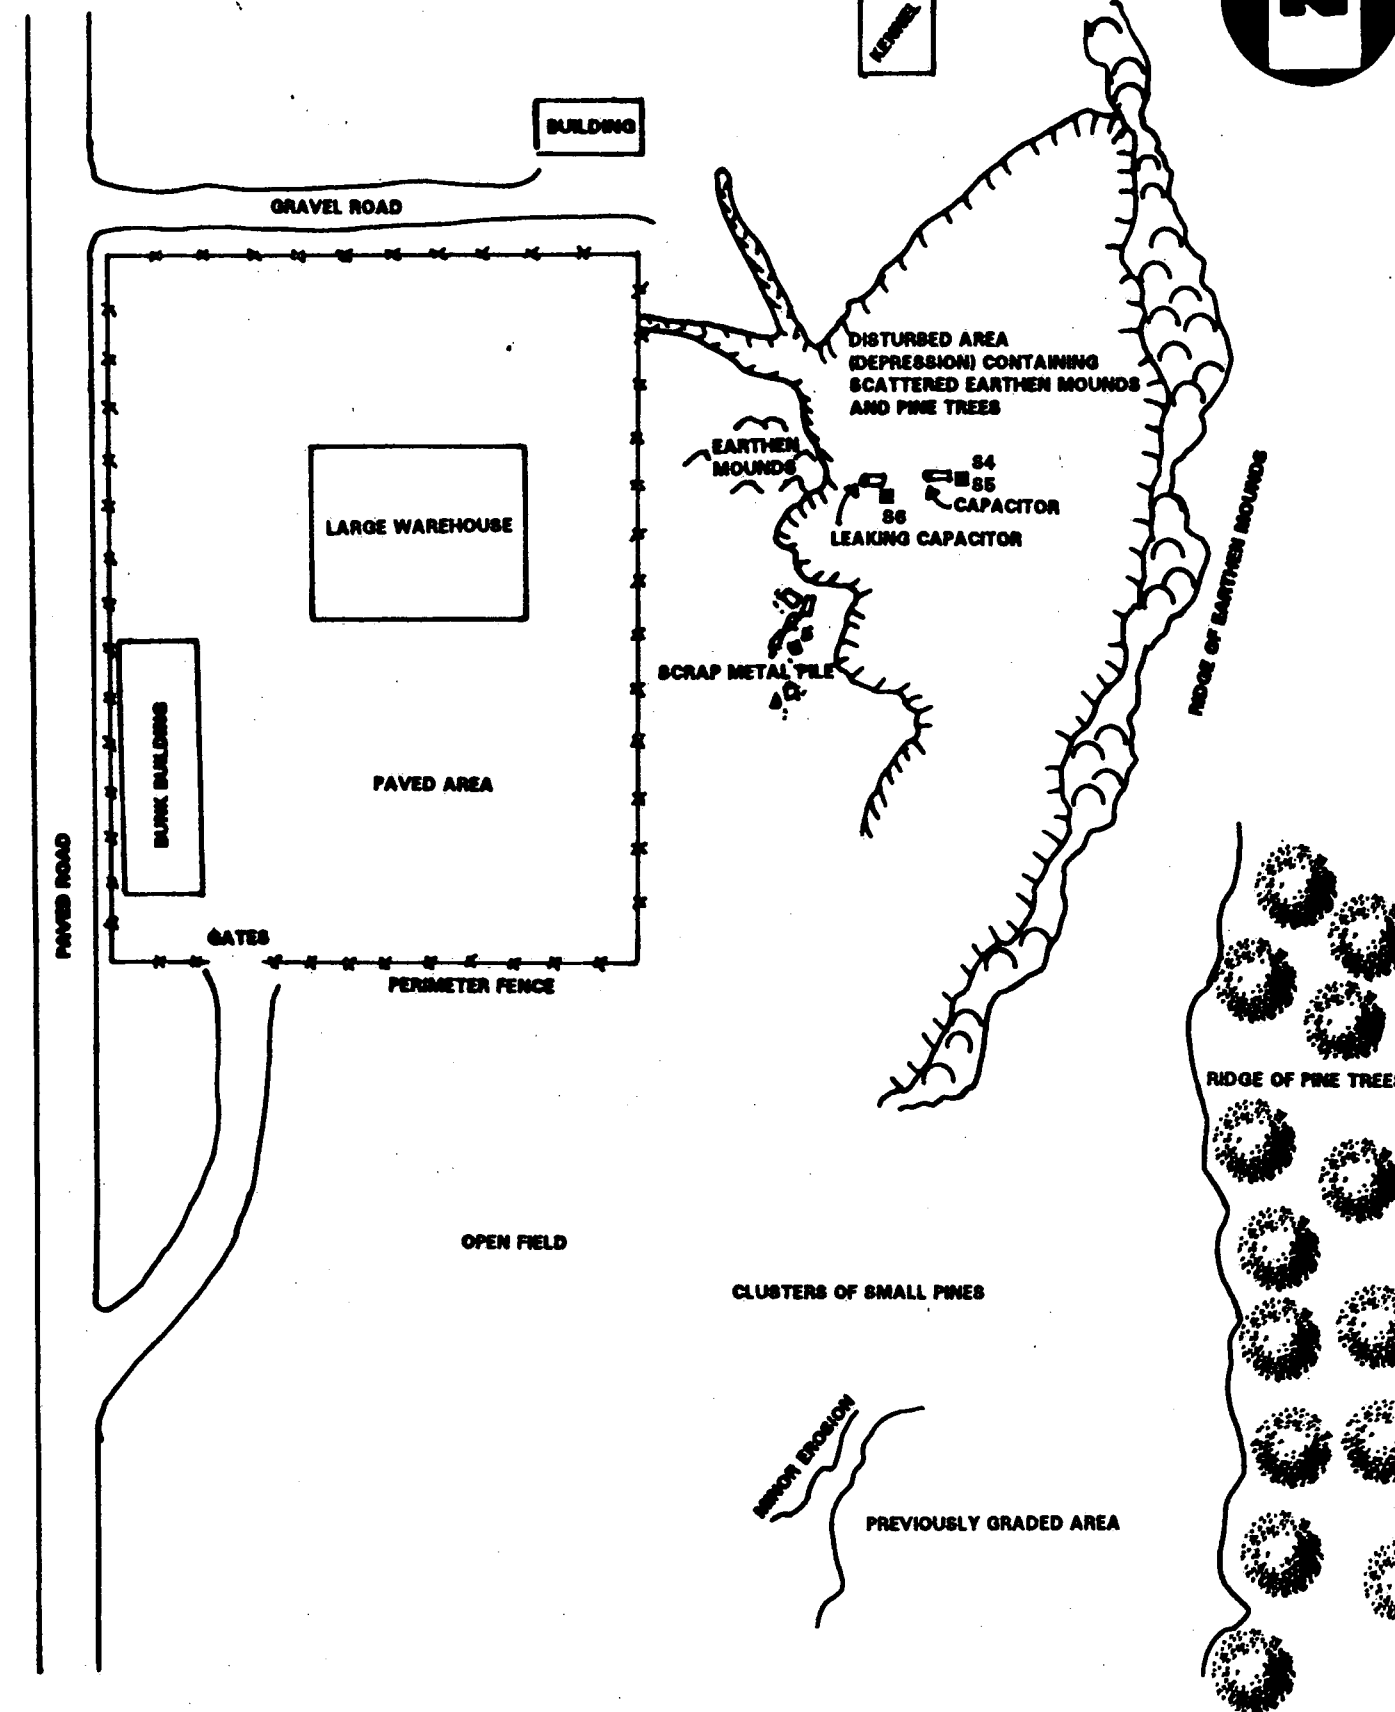 KENNEL
BUILDING
GRAVEL ROAD
DISTURBED AREA
(DEPRESSION) CONTAINING
SCATTERED EARTHEN MOUNDS
AND PINE TREES
EARTHEN
MOUNDS
S4
S5
CAPACITOR
S6
LEAKING CAPACITOR
RIDGE OF EARTHEN MOUNDS
LARGE WAREHOUSE
SCRAP METAL PILE
BUNK BUILDING
PAVED AREA
PAVED ROAD
GATES
PERIMETER FENCE
RIDGE OF PINE TREES
OPEN FIELD
CLUSTERS OF SMALL PINES
MINOR EROSION
PREVIOUSLY GRADED AREA